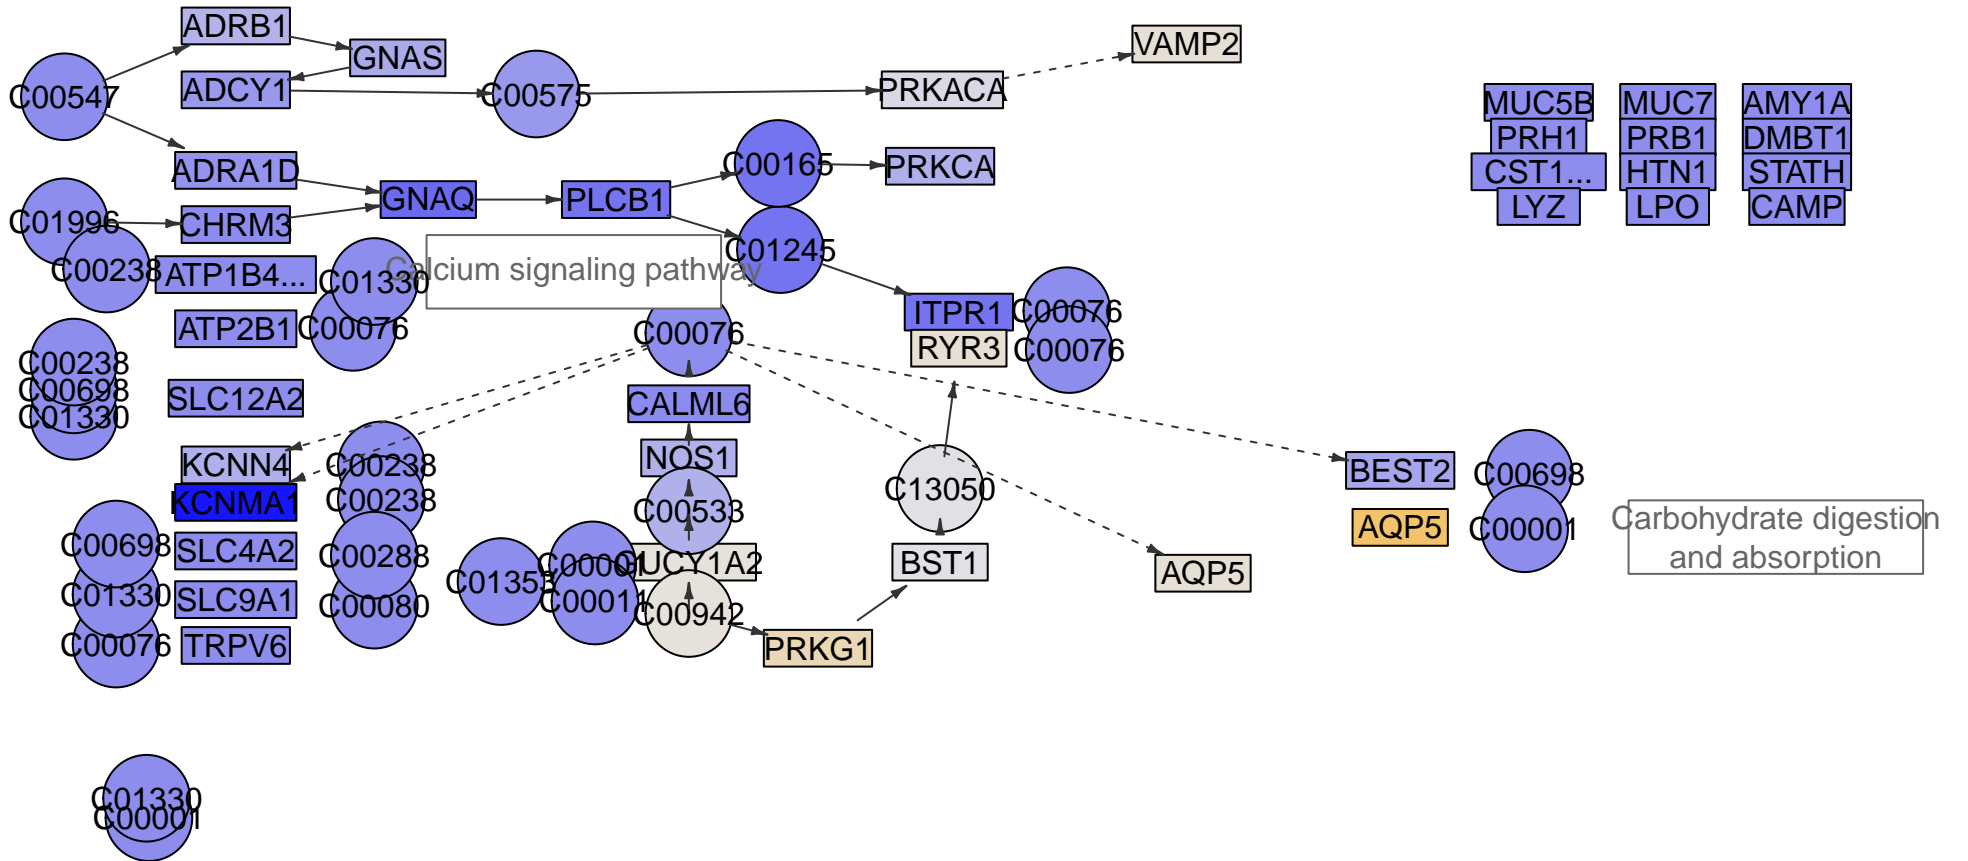 ADRB1
VAMP2
GNAS
C00547
ADCY1
C00575
PRKACA
MUC5B
MUC7
AMY1A
PRH1
PRB1
DMBT1
ADRA1D
C00165
PRKCA
CST1...
HTN1
STATH
GNAQ
PLCB1
LYZ
LPO
CAMP
C01996
CHRM3
C01245
C00238
ATP1B4...
C01330
Calcium signaling pathway
ATP2B1
C00076
C00076
ITPR1
C00076
RYR3
C00076
C00238
C00698
C01330
SLC12A2
CALML6
KCNN4
C00238
NOS1
BEST2
C00698
KCNMA1
C00238
C00533
C13050
AQP5
C00001
Carbohydrate digestion
and absorption
C00698
SLC4A2
C00288
C01353
C00001
GUCY1A2
BST1
AQP5
C01330
SLC9A1
C00080
C00011
C00942
C00076
TRPV6
PRKG1
C01330
C00001